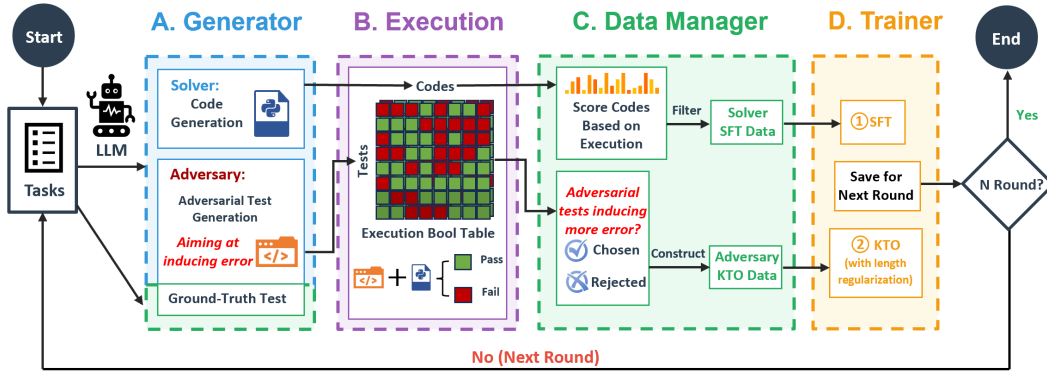 Start
LLM
Tasks
A. Generator
Solver:
Code
Generation
Adversary:
Adversarial Test
Generation
Aiming at
inducing error
</>
Ground-Truth Test
B. Execution
Codes
Tests
Execution Bool Table
</>
+
Pass
Fail
C. Data Manager
Score Codes
Based on
Execution
Filter
Solver
SFT Data
Adversarial
tests inducing
more error?
Chosen
Rejected
Construct
Adversary
KTO Data
D. Trainer
① SFT
Save for
Next Round
② KTO
(with length
regularization)
End
Yes
N Round?
No (Next Round)